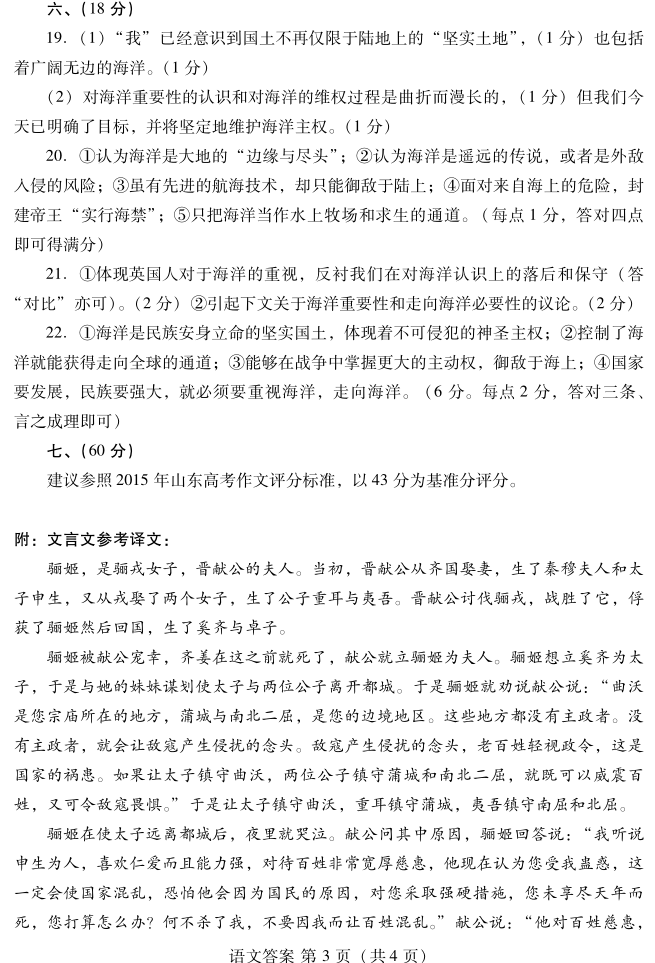 六、(18 分)
19. (1) “我” 已经意识到国土不再仅限于陆地上的 “坚实土地”, (1 分) 也包括
着广阔无边的海洋。(1 分)
(2) 对海洋重要性的认识和对海洋的维权过程是曲折而漫长的, (1 分) 但我们今
天已明确了目标, 并将坚定地维护海洋主权。(1 分)
20. ①认为海洋是大地的 “边缘与尽头”; ②认为海洋是遥远的传说, 或者是外敌
入侵的风险; ③虽有先进的航海技术, 却只能御敌于陆上; ④面对来自海上的危险, 封
建帝王 “实行海禁”; ⑤只把海洋当作水上牧场和求生的通道。(每点 1 分, 答对四点
即可得满分)
21. ①体现英国人对于海洋的重视, 反衬我们在对海洋认识上的落后和保守 (答
“对比” 亦可)。(2 分) ②引起下文关于海洋重要性和走向海洋必要性的议论。(2 分)
22. ①海洋是民族安身立命的坚实国土, 体现着不可侵犯的神圣主权; ②控制了海
洋就能获得走向全球的通道; ③能够在战争中掌握更大的主动权, 御敌于海上; ④国家
要发展, 民族要强大, 就必须要重视海洋, 走向海洋。(6 分。每点 2 分, 答对三条、
言之成理即可)
七、(60 分)
建议参照 2015 年山东高考作文评分标准, 以 43 分为基准分评分。
附: 文言文参考译文:
骊姬, 是骊戎女子, 晋献公的夫人。当初, 晋献公从齐国娶妻, 生了秦穆夫人和太
子申生, 又从戎娶了两个女子, 生了公子重耳与夷吾。晋献公讨伐骊戎, 战胜了它, 俘
获了骊姬然后回国, 生了奚齐与卓子。
骊姬被献公宠幸, 齐姜在这之前就死了, 献公就立骊姬为夫人。骊姬想立奚齐为太
子, 于是与她的妹妹谋划使太子与两位公子离开都城。于是骊姬就劝说献公说: “曲沃
是您宗庙所在的地方, 蒲城与南北二屈, 是您的边境地区。这些地方都没有主政者。没
有主政者, 就会让敌寇产生侵扰的念头。敌寇产生侵扰的念头, 老百姓轻视政令, 这是
国家的祸患。如果让太子镇守曲沃, 两位公子镇守蒲城和南北二屈, 就既可以威震百
姓, 又可令敌寇畏惧。” 于是让太子镇守曲沃, 重耳镇守蒲城, 夷吾镇守南屈和北屈。
骊姬在使太子远离都城后, 夜里就哭泣。献公问其中原因, 骊姬回答说: “我听说
申生为人, 喜欢仁爱而且能力强, 对待百姓非常宽厚慈惠, 他现在认为您受我蛊惑, 这
一定会使国家混乱, 恐怕他会因为国民的原因, 对您采取强硬措施, 您未享尽天年而
死, 您打算怎么办? 何不杀了我, 不要因我而让百姓混乱。” 献公说: “他对百姓慈惠,
语文答案 第 3 页 (共 4 页)